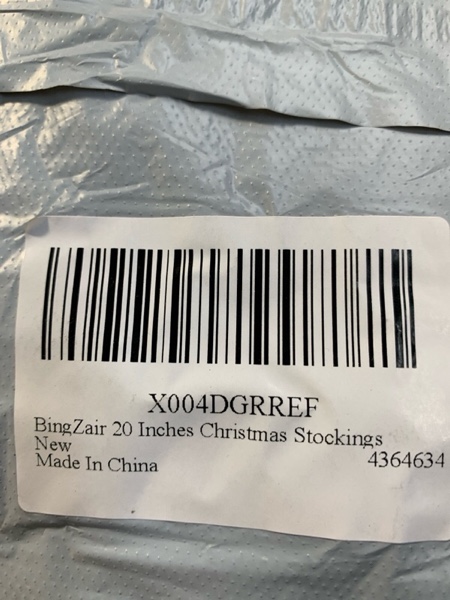 X004DGRREF
BingZair 20 Inches Christmas Stockings
New
Made In China 4364634